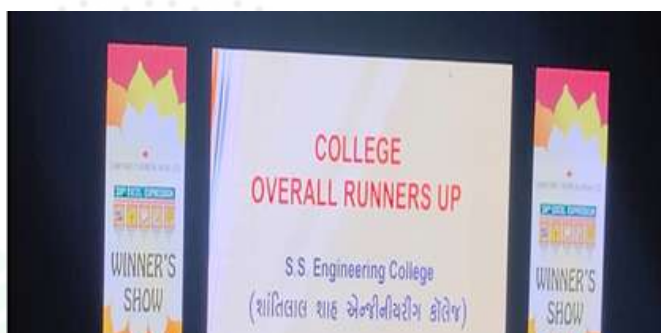 COLLEGE
OVERALL RUNNERS UP
S.S. Engineering College
(શાંતિલાલ શાહ એન્જીનીયરીંગ કૉલેજ)
WINNER'S
SHOW
WINNER'S
SHOW